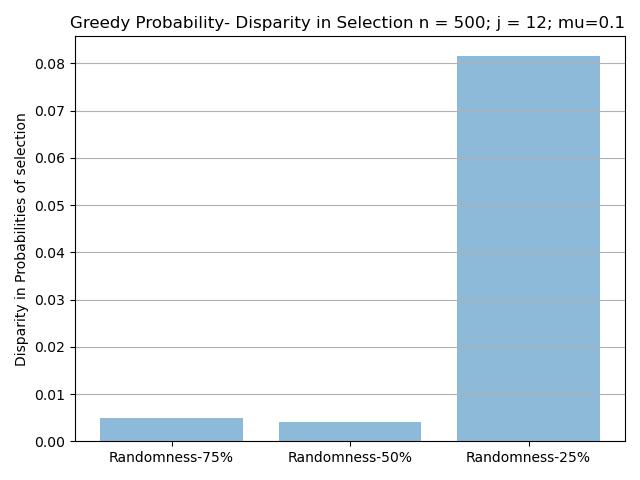 Greedy Probability- Disparity in Selection n = 500; j = 12; mu=0.1
Disparity in Probabilities of selection
0.08
0.07
0.06
0.05
0.04
0.03
0.02
0.01
0.00
Randomness-75%
Randomness-50%
Randomness-25%